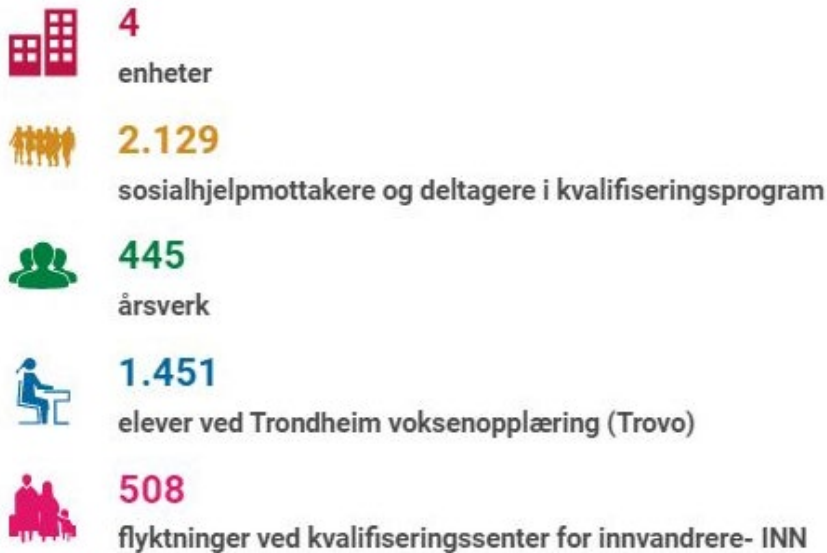 4
enheter
2.129
sosialhjelpmottakere og deltagere i kvalifiseringsprogram
445
årsverk
1.451
elever ved Trondheim voksenopplæring (Trovo)
508
flyktninger ved kvalifiseringssenter for innvandrere- INN